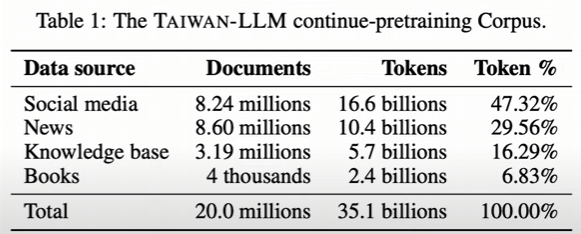 Table 1: The TAIWAN-LLM continue-pretraining Corpus.
Data source Documents Tokens Token %
Social media 8.24 millions 16.6 billions 47.32%
News 8.60 millions 10.4 billions 29.56%
Knowledge base 3.19 millions 5.7 billions 16.29%
Books 4 thousands 2.4 billions 6.83%
Total 20.0 millions 35.1 billions 100.00%